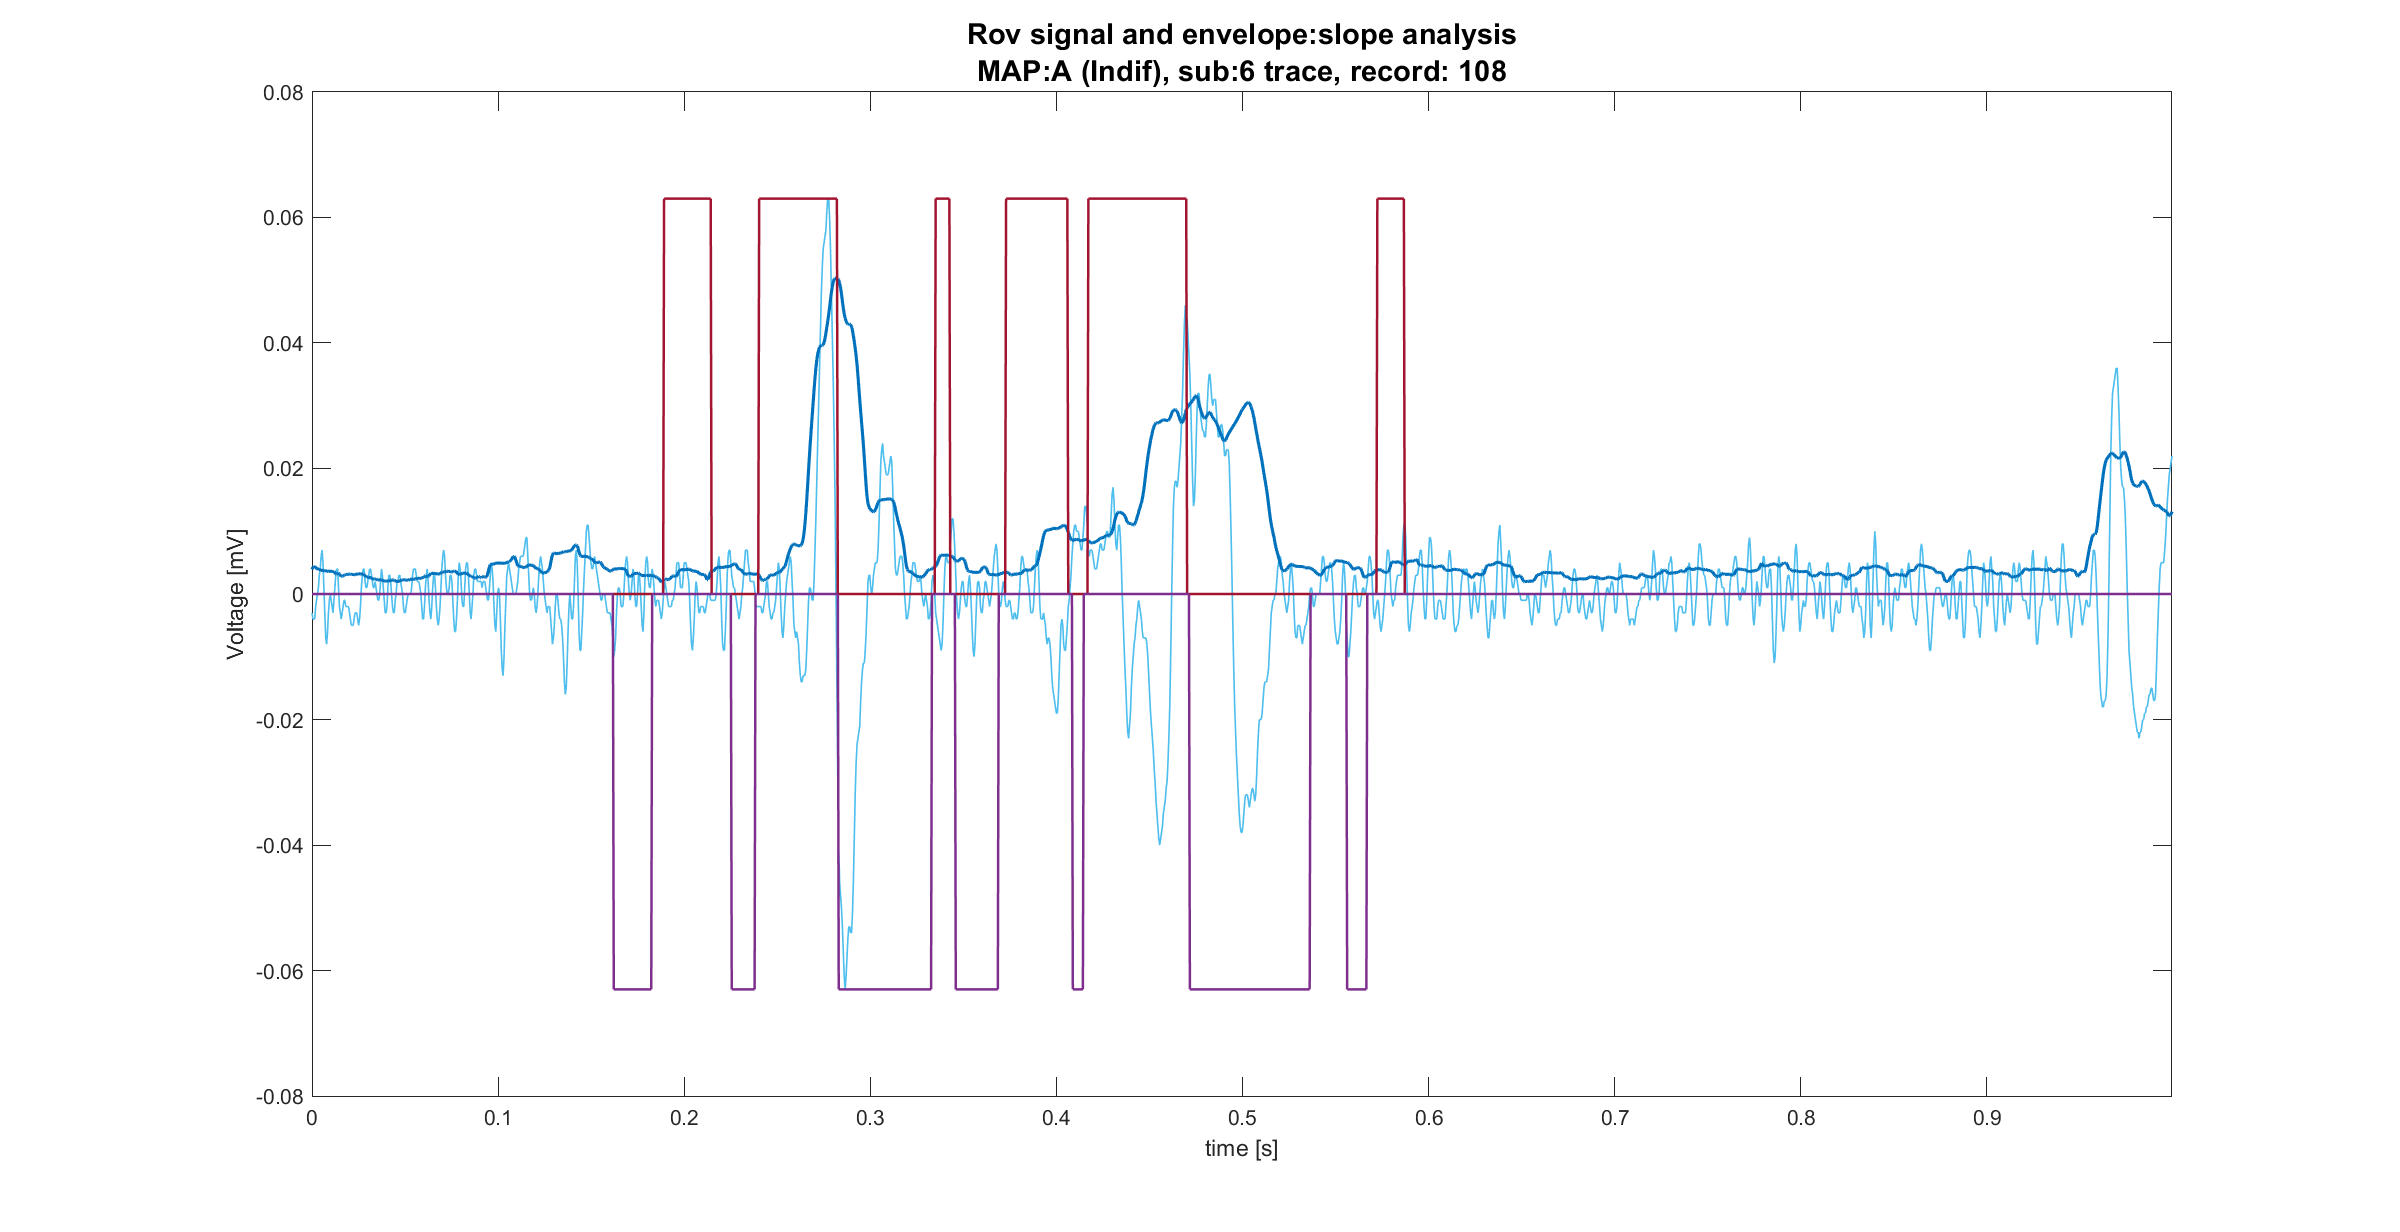 Rov signal and envelope:slope analysis
MAP:A (Indif), sub:6 trace, record: 108
0.08
0.06
0.04
0.02
0
-0.02
-0.04
-0.06
-0.08
Voltage [mV]
0 0.1 0.2 0.3 0.4 0.5 0.6 0.7 0.8 0.9
time [s]